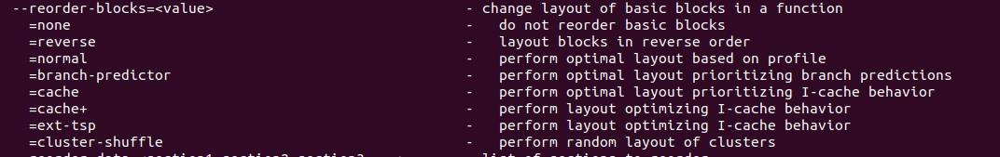 --reorder-blocks=<value> - change layout of basic blocks in a function
=none - do not reorder basic blocks
=reverse - layout blocks in reverse order
=normal - perform optimal layout based on profile
=branch-predictor - perform optimal layout prioritizing branch predictions
=cache - perform optimal layout prioritizing I-cache behavior
=cache+ - perform layout optimizing I-cache behavior
=ext-tsp - perform layout optimizing I-cache behavior
=cluster-shuffle - perform random layout of clusters